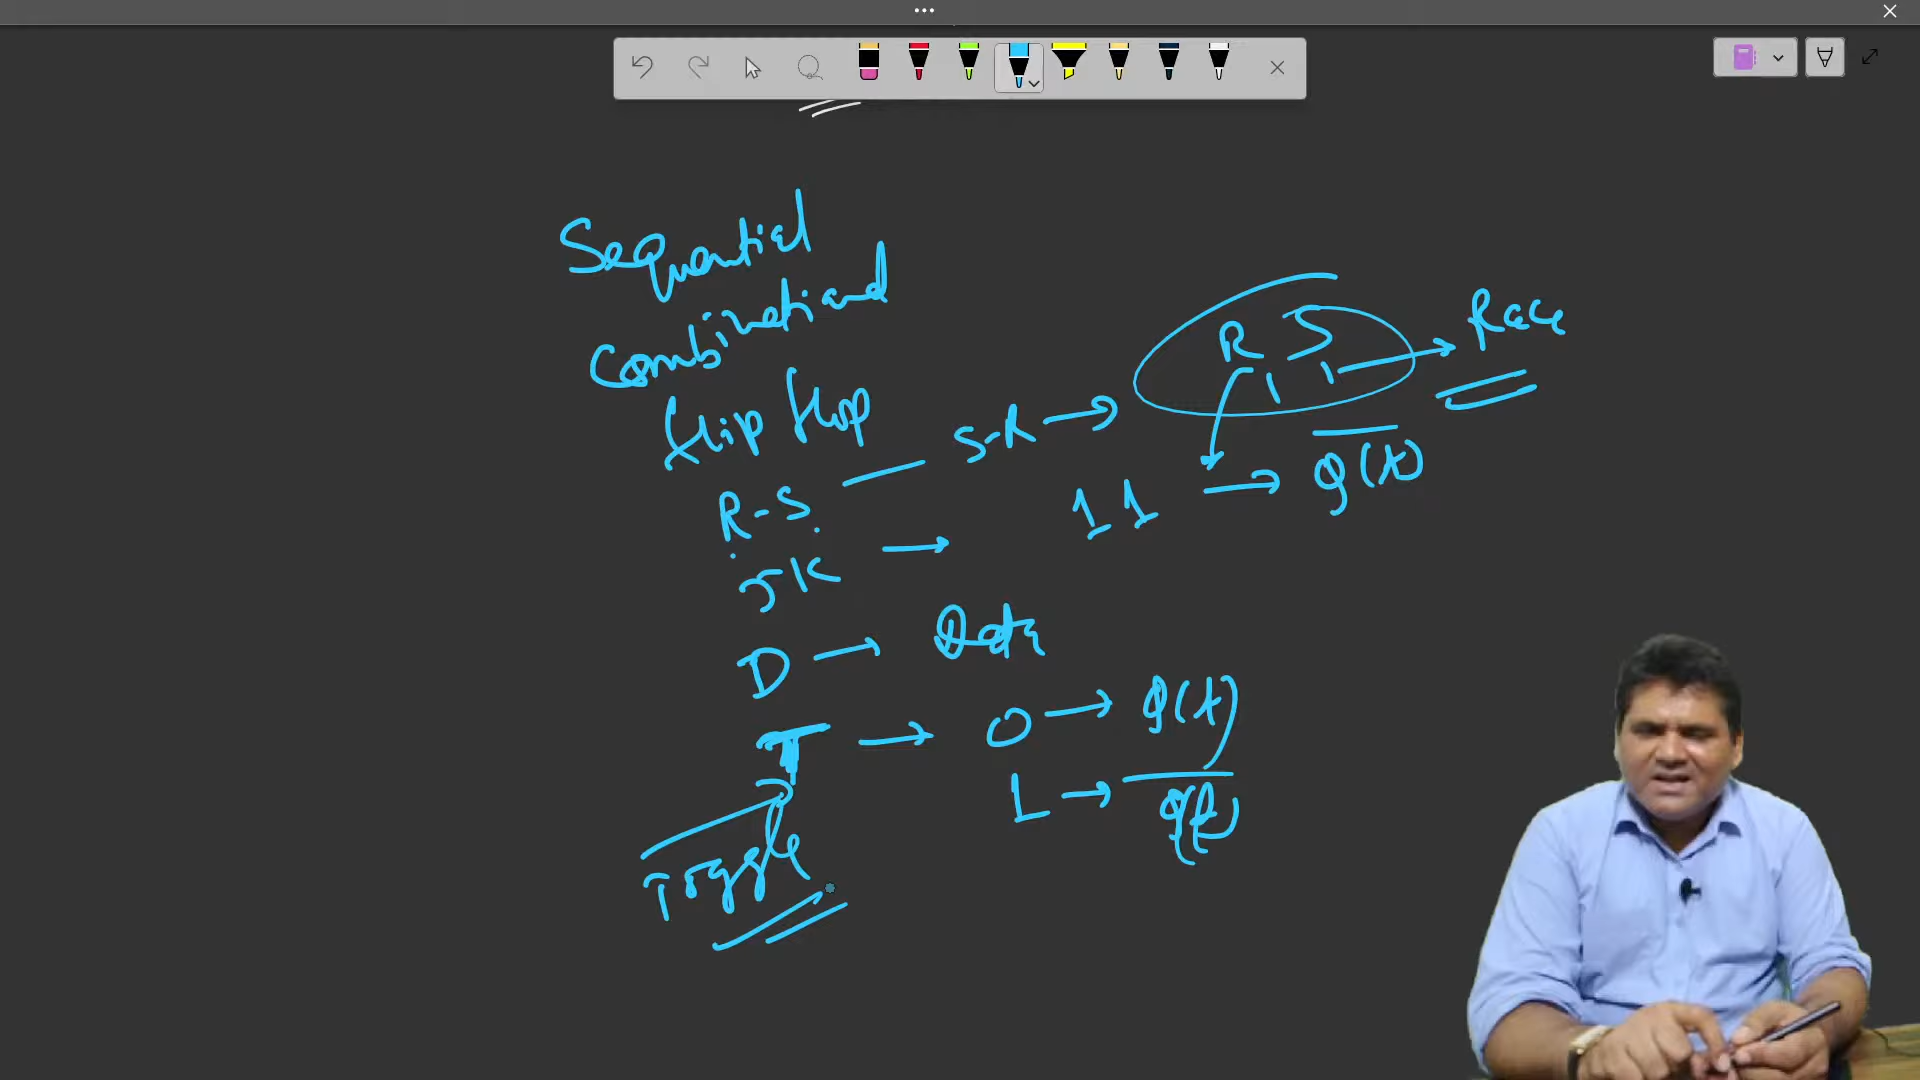 Sequential
Combinational
flip flop
R-S — S-R → R S → Race
1 1
JK → 1 1 → Q(t)
D → Data
T → 0 → Q(t)
1 → Q(t)
Toggle